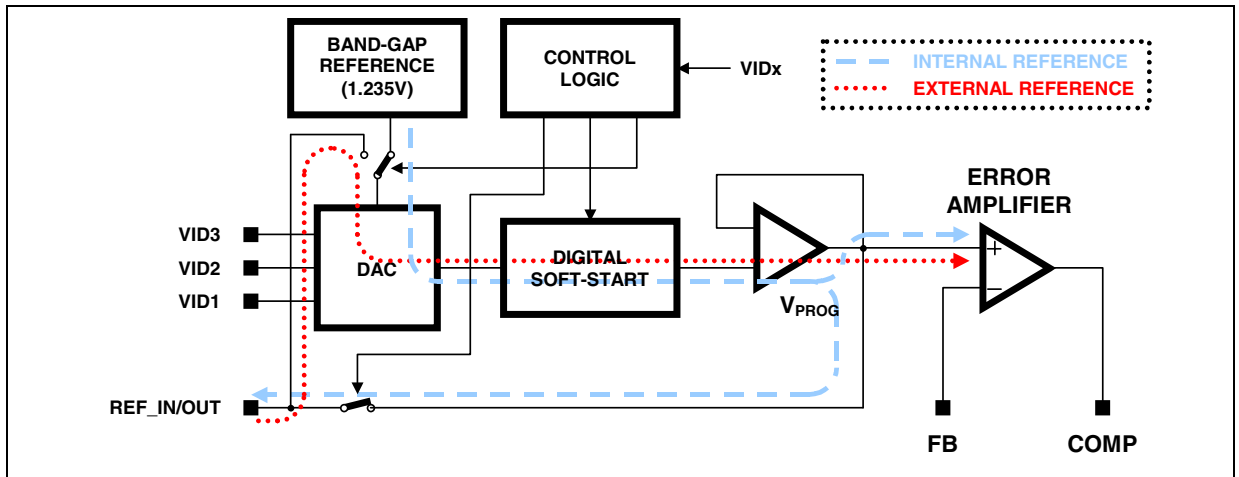 BAND-GAP
REFERENCE
(1.235V)
CONTROL
LOGIC
VIDx
INTERNAL REFERENCE
EXTERNAL REFERENCE
ERROR
AMPLIFIER
VID3
VID2
VID1
DAC
DIGITAL
SOFT-START
VPROG
+
−
REF_IN/OUT
FB
COMP